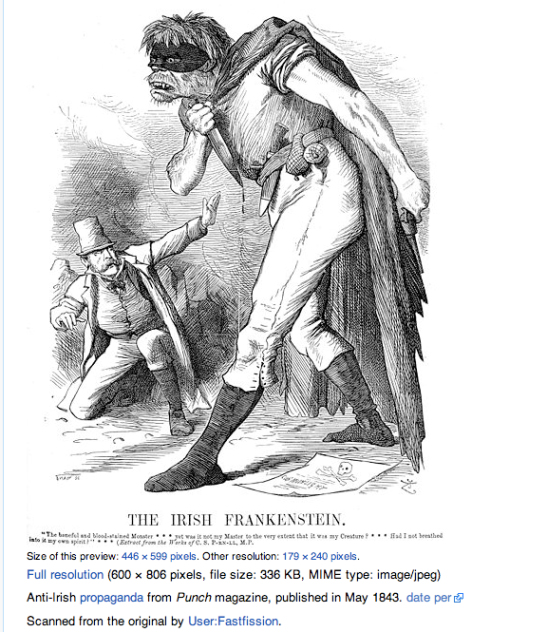 THE IRISH FRANKENSTEIN.
"The baneful and blood-stained Monster * * * yet was it not my Master to the very extent that it was my Creature? * * * Had I not breathed
into it my own spirit?" * * * (Extract from the Works of C. S. P-RN-LL, M.P.
Size of this preview: 446 × 599 pixels. Other resolution: 179 × 240 pixels.
Full resolution (600 × 806 pixels, file size: 336 KB, MIME type: image/jpeg)
Anti-Irish propaganda from Punch magazine, published in May 1843. date per
Scanned from the original by User:Fastfission.